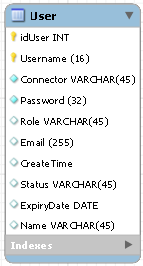 User
idUser INT
Username (16)
Connector VARCHAR(45)
Password (32)
Role VARCHAR(45)
Email (255)
CreateTime
Status VARCHAR(45)
ExpiryDate DATE
Name VARCHAR(45)
Indexes